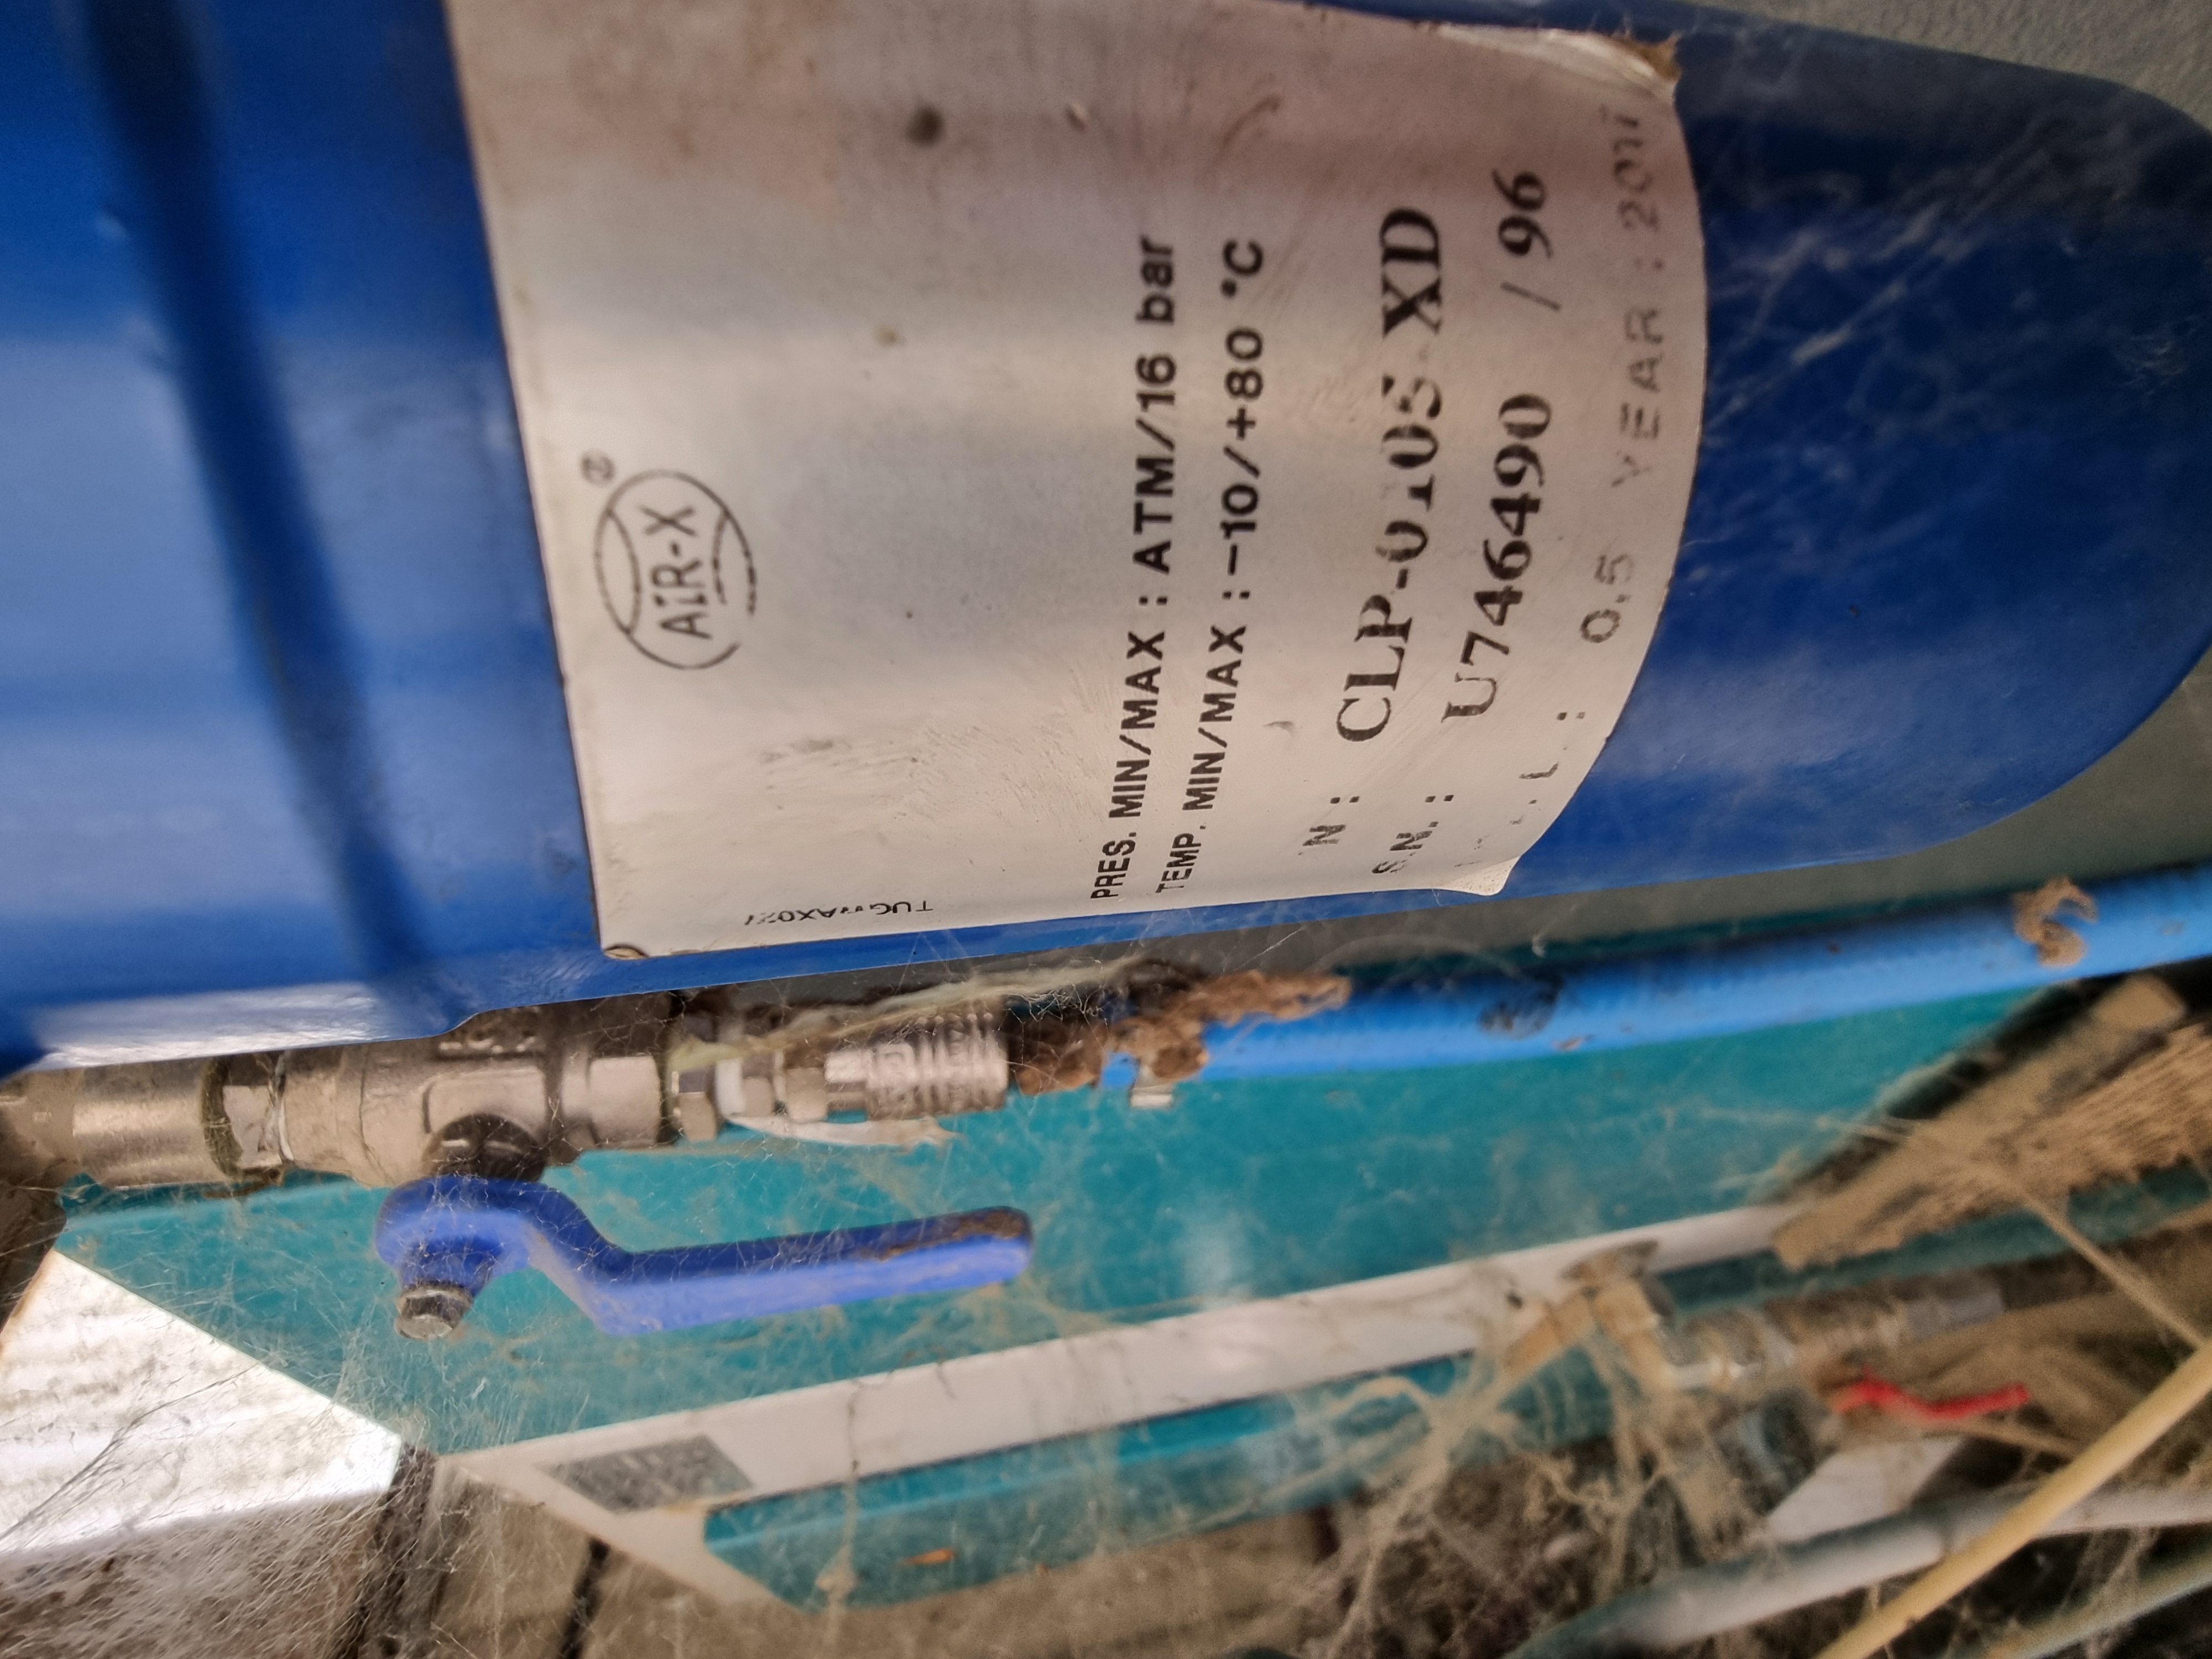 AIR-X ®
PRES. MIN/MAX : ATM/16 bar
TEMP. MIN/MAX : -10/+80 °C
N : CLP-0105 XD
S.N. : U746490 / 96
L : 0,5 YEAR : 2017